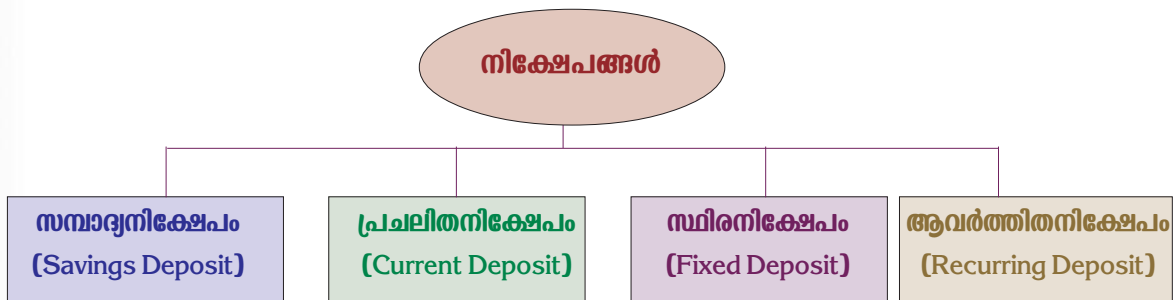 നിക്ഷേപങ്ങൾ
സമ്പാദ്യനിക്ഷേപം
(Savings Deposit)
പ്രചലിതനിക്ഷേപം
(Current Deposit)
സ്ഥിരനിക്ഷേപം
(Fixed Deposit)
ആവർത്തിതനിക്ഷേപം
(Recurring Deposit)